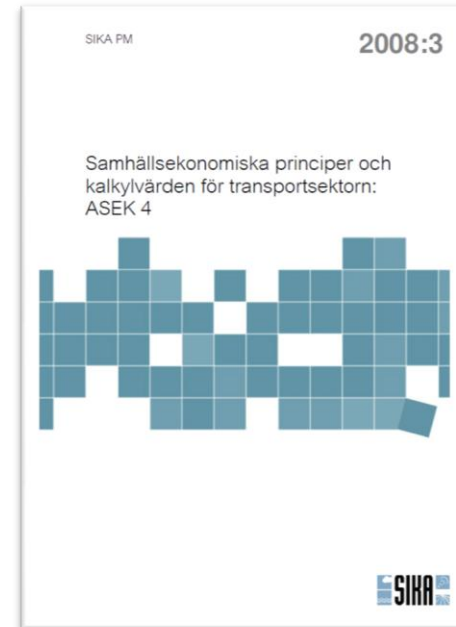 SIKA PM
2008:3
Samhällsekonomiska principer och
kalkylvärden för transportsektorn:
ASEK 4
SIKA